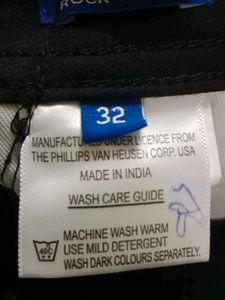 32
MANUFACTURED UNDER LICENCE FROM
THE PHILLIPS VAN HEUSEN CORP. USA
MADE IN INDIA
WASH CARE GUIDE
40C
MACHINE WASH WARM
USE MILD DETERGENT
WASH DARK COLOURS SEPARATELY.